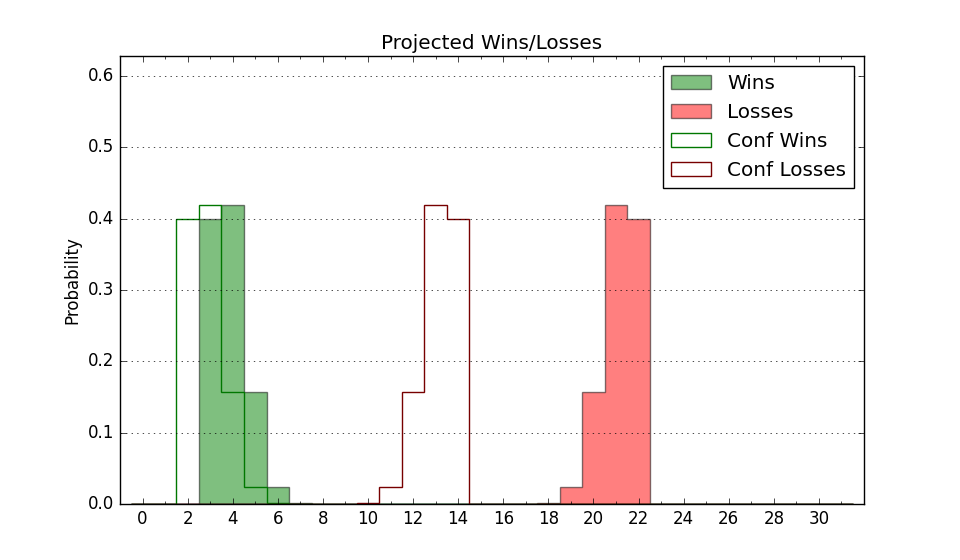 Projected Wins/Losses
Probability
0.6
0.5
0.4
0.3
0.2
0.1
0.0
0 2 4 6 8 10 12 14 16 18 20 22 24 26 28 30
Wins
Losses
Conf Wins
Conf Losses